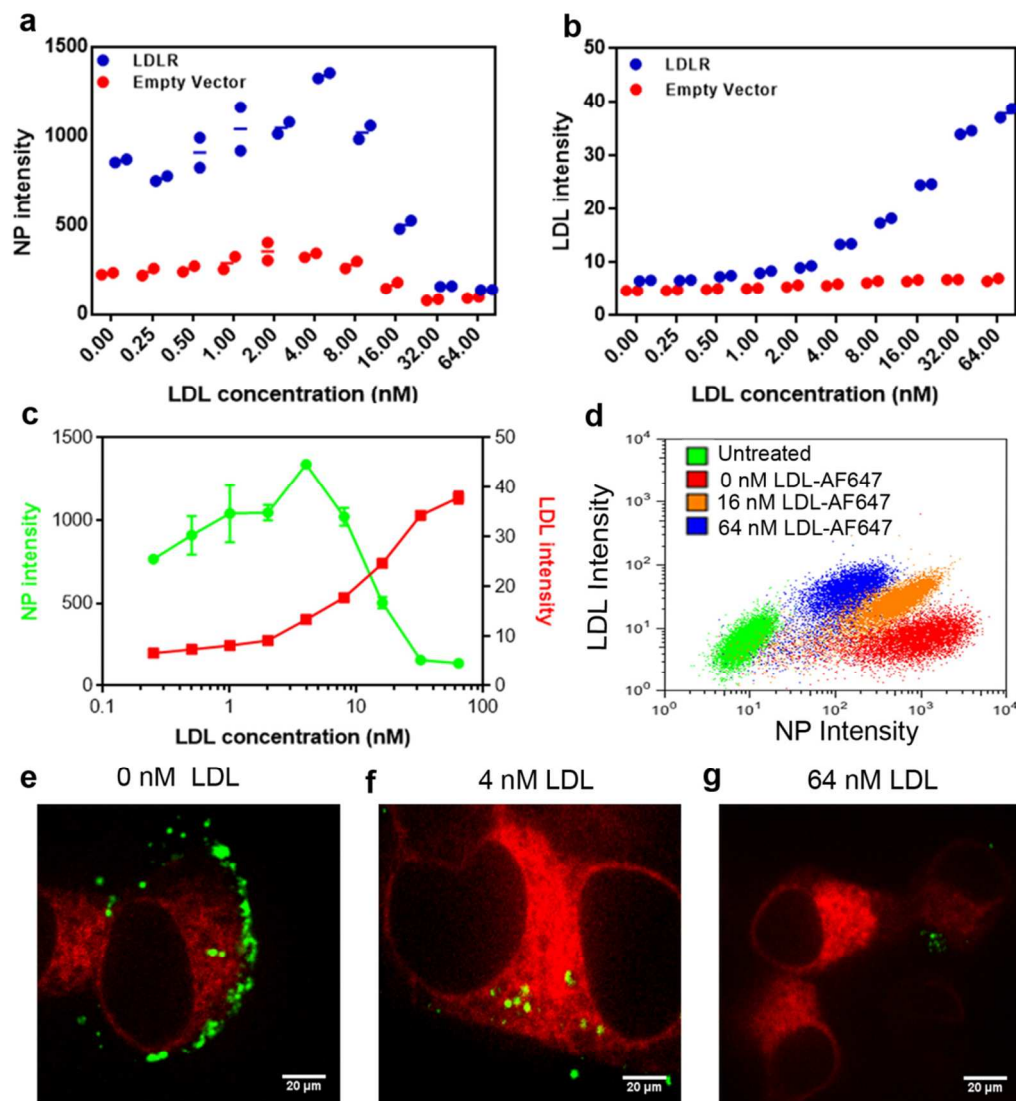 a
1500
1000
500
0
NP intensity
LDLR
Empty Vector
0.00 0.25 0.50 1.00 2.00 4.00 8.00 16.00 32.00 64.00
LDL concentration (nM)
b
50
40
30
20
10
0
LDL intensity
LDLR
Empty Vector
0.00 0.25 0.50 1.00 2.00 4.00 8.00 16.00 32.00 64.00
LDL concentration (nM)
c
1500
1000
500
0
NP intensity
50
40
30
20
10
0
LDL intensity
0.1 1 10 100
LDL concentration (nM)
d
10⁴
10³
10²
10¹
10⁰
LDL Intensity
Untreated
0 nM LDL-AF647
16 nM LDL-AF647
64 nM LDL-AF647
10⁰ 10¹ 10² 10³ 10⁴
NP Intensity
e
0 nM LDL
20 µm
f
4 nM LDL
20 µm
g
64 nM LDL
20 µm